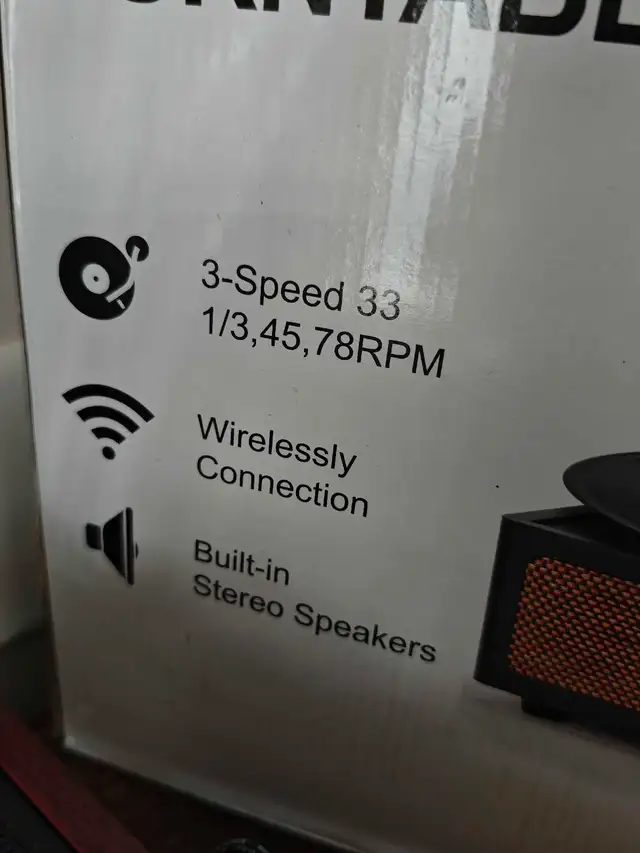 3-Speed 33
1/3,45,78RPM
Wirelessly
Connection
Built-in
Stereo Speakers